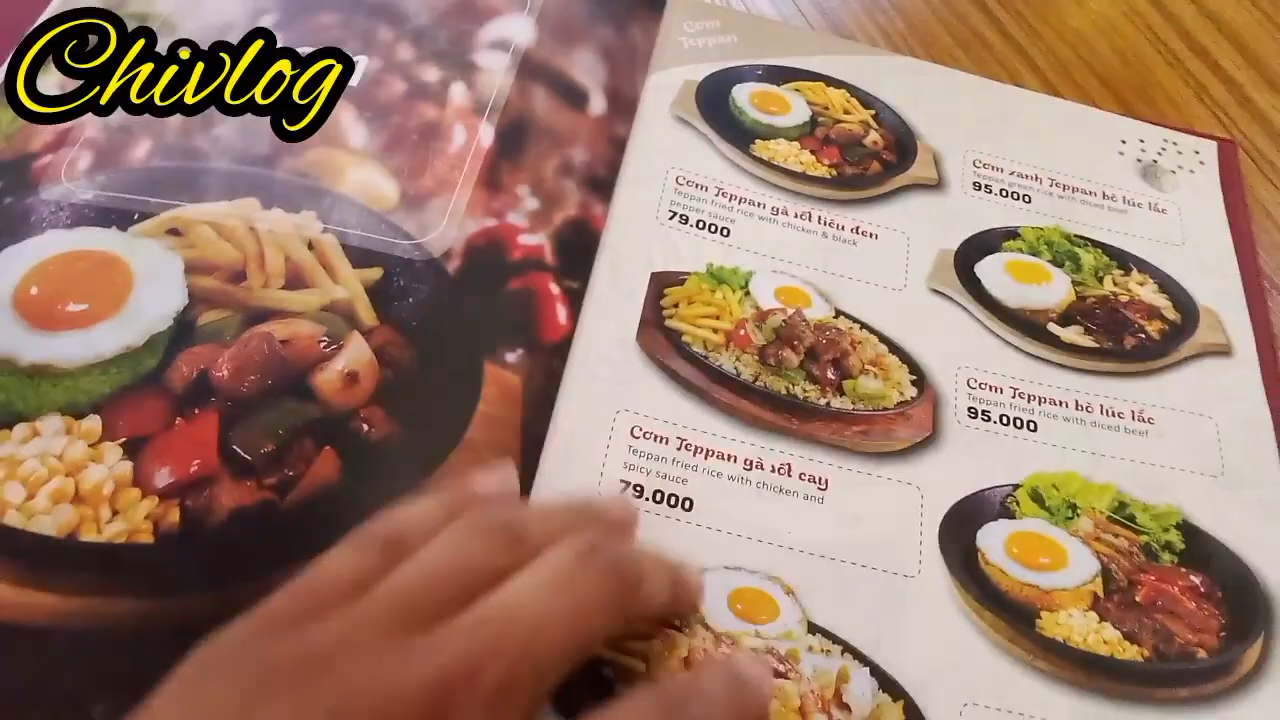 Chivlog
Cơm
Teppan
Cơm Teppan gà sốt tiêu đen
Teppan fried rice with chicken & black
pepper sauce
79.000
Cơm xanh Teppan bò lúc lắc
Teppan green rice with diced beef
95.000
Cơm Teppan bò lúc lắc
Teppan fried rice with diced beef
95.000
Cơm Teppan gà sốt cay
Teppan fried rice with chicken and
spicy sauce
79.000